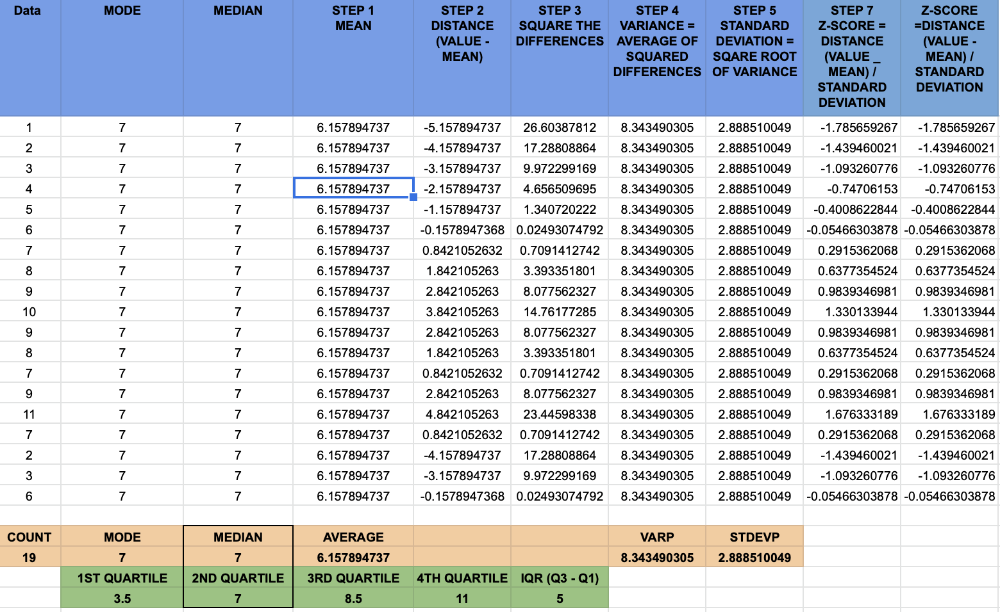 Data MODE MEDIAN STEP 1 STEP 2 STEP 3 STEP 4 STEP 5 STEP 7 Z-SCORE
MEAN DISTANCE SQUARE THE VARIANCE = STANDARD Z-SCORE = =DISTANCE
(VALUE - DIFFERENCES AVERAGE OF DEVIATION = DISTANCE (VALUE -
MEAN) SQUARED SQARE ROOT (VALUE _ MEAN) /
DIFFERENCES OF VARIANCE MEAN) / STANDARD
STANDARD DEVIATION
DEVIATION
1 7 7 6.157894737 -5.157894737 26.60387812 8.343490305 2.888510049 -1.785659267 -1.785659267
2 7 7 6.157894737 -4.157894737 17.28808864 8.343490305 2.888510049 -1.439460021 -1.439460021
3 7 7 6.157894737 -3.157894737 9.972299169 8.343490305 2.888510049 -1.093260776 -1.093260776
4 7 7 6.157894737 -2.157894737 4.656509695 8.343490305 2.888510049 -0.74706153 -0.74706153
5 7 7 6.157894737 -1.157894737 1.340720222 8.343490305 2.888510049 -0.4008622844 -0.4008622844
6 7 7 6.157894737 -0.1578947368 0.02493074792 8.343490305 2.888510049 -0.05466303878 -0.05466303878
7 7 7 6.157894737 0.8421052632 0.7091412742 8.343490305 2.888510049 0.2915362068 0.2915362068
8 7 7 6.157894737 1.842105263 3.393351801 8.343490305 2.888510049 0.6377354524 0.6377354524
9 7 7 6.157894737 2.842105263 8.077562327 8.343490305 2.888510049 0.9839346981 0.9839346981
10 7 7 6.157894737 3.842105263 14.76177285 8.343490305 2.888510049 1.330133944 1.330133944
9 7 7 6.157894737 2.842105263 8.077562327 8.343490305 2.888510049 0.9839346981 0.9839346981
8 7 7 6.157894737 1.842105263 3.393351801 8.343490305 2.888510049 0.6377354524 0.6377354524
7 7 7 6.157894737 0.8421052632 0.7091412742 8.343490305 2.888510049 0.2915362068 0.2915362068
9 7 7 6.157894737 2.842105263 8.077562327 8.343490305 2.888510049 0.9839346981 0.9839346981
11 7 7 6.157894737 4.842105263 23.44598338 8.343490305 2.888510049 1.676333189 1.676333189
7 7 7 6.157894737 0.8421052632 0.7091412742 8.343490305 2.888510049 0.2915362068 0.2915362068
2 7 7 6.157894737 -4.157894737 17.28808864 8.343490305 2.888510049 -1.439460021 -1.439460021
3 7 7 6.157894737 -3.157894737 9.972299169 8.343490305 2.888510049 -1.093260776 -1.093260776
6 7 7 6.157894737 -0.1578947368 0.02493074792 8.343490305 2.888510049 -0.05466303878 -0.05466303878
COUNT MODE MEDIAN AVERAGE VARP STDEVP
19 7 7 6.157894737 8.343490305 2.888510049
1ST QUARTILE 2ND QUARTILE 3RD QUARTILE 4TH QUARTILE IQR (Q3 - Q1)
3.5 7 8.5 11 5